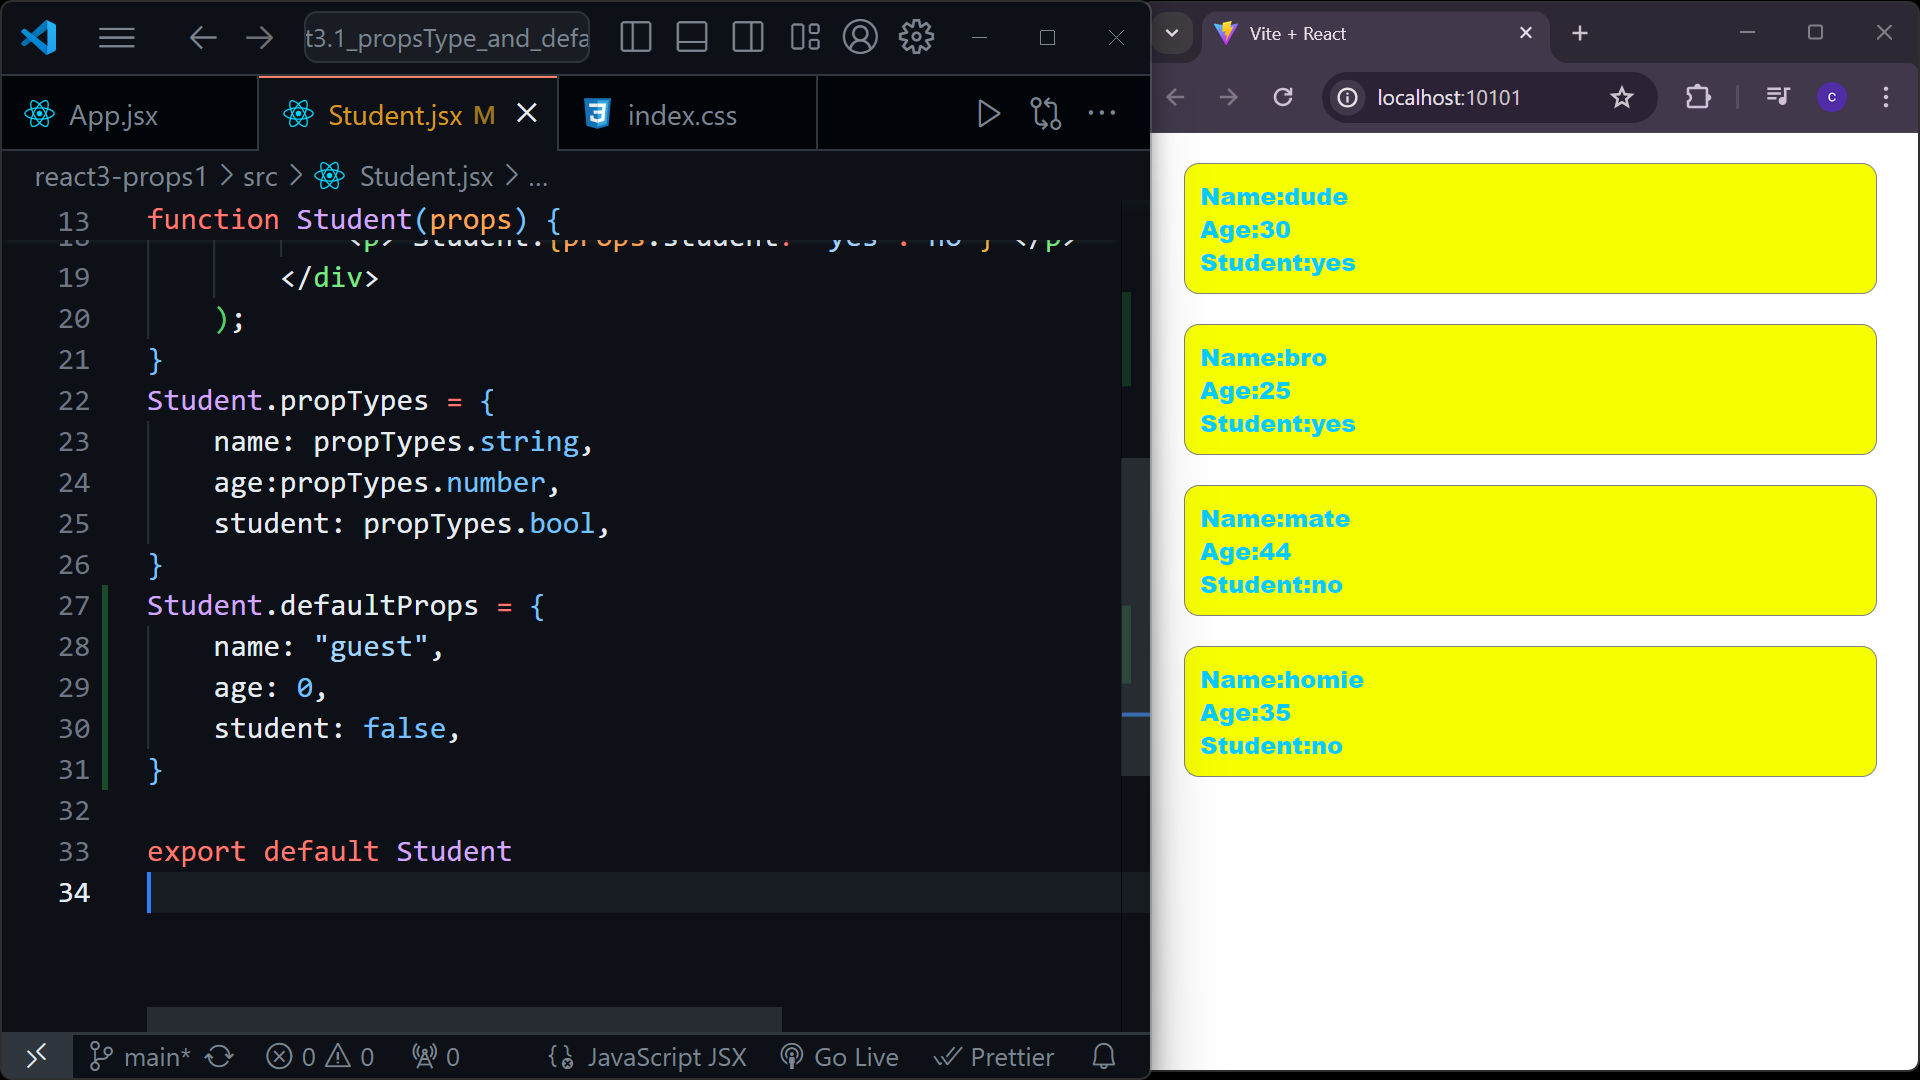 t3.1_propsType_and_defa
App.jsx
Student.jsx M
index.css
react3-props1 > src > Student.jsx > ...
13 function Student(props) {
18 <p> Student:{props.student? "yes": "no"} </p>
19 </div>
20 );
21 }
22 Student.propTypes = {
23 name: propTypes.string,
24 age:propTypes.number,
25 student: propTypes.bool,
26 }
27 Student.defaultProps = {
28 name: "guest",
29 age: 0,
30 student: false,
31 }
32
33 export default Student
34
main* 0 0 0 JavaScript JSX Go Live Prettier
Vite + React
localhost:10101
c
Name:dude
Age:30
Student:yes
Name:bro
Age:25
Student:yes
Name:mate
Age:44
Student:no
Name:homie
Age:35
Student:no